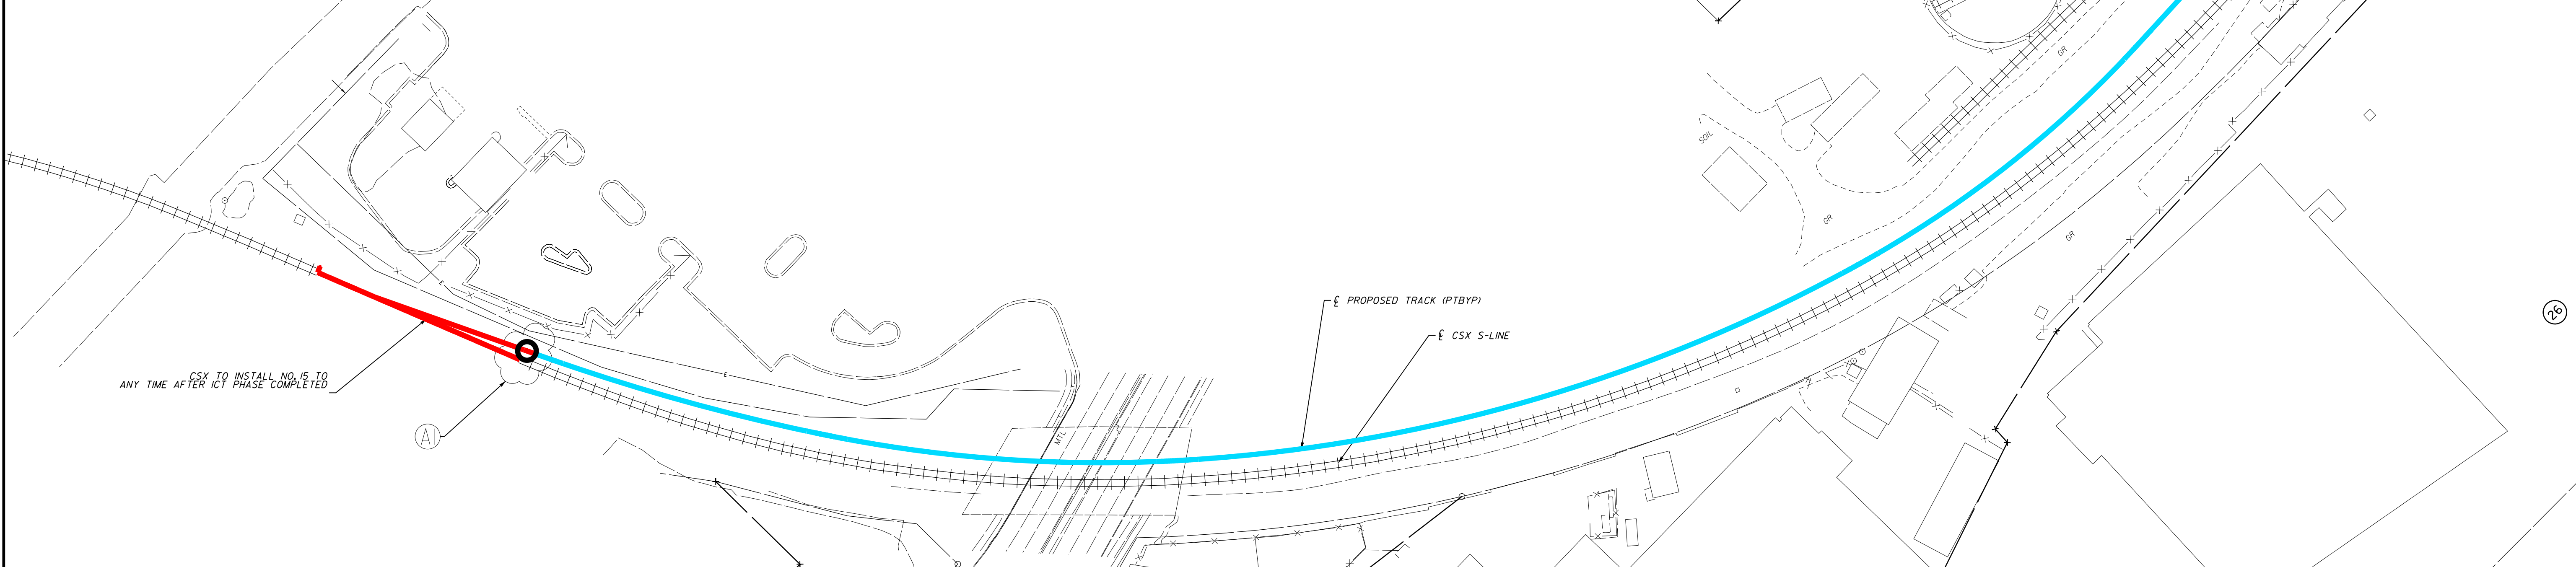 GR
SOIL
GR
GR
℄ PROPOSED TRACK (PTBYP)
26
℄ CSX S-LINE
E
E
CSX TO INSTALL NO.15 TO
ANY TIME AFTER ICT PHASE COMPLETED
A1
MTL